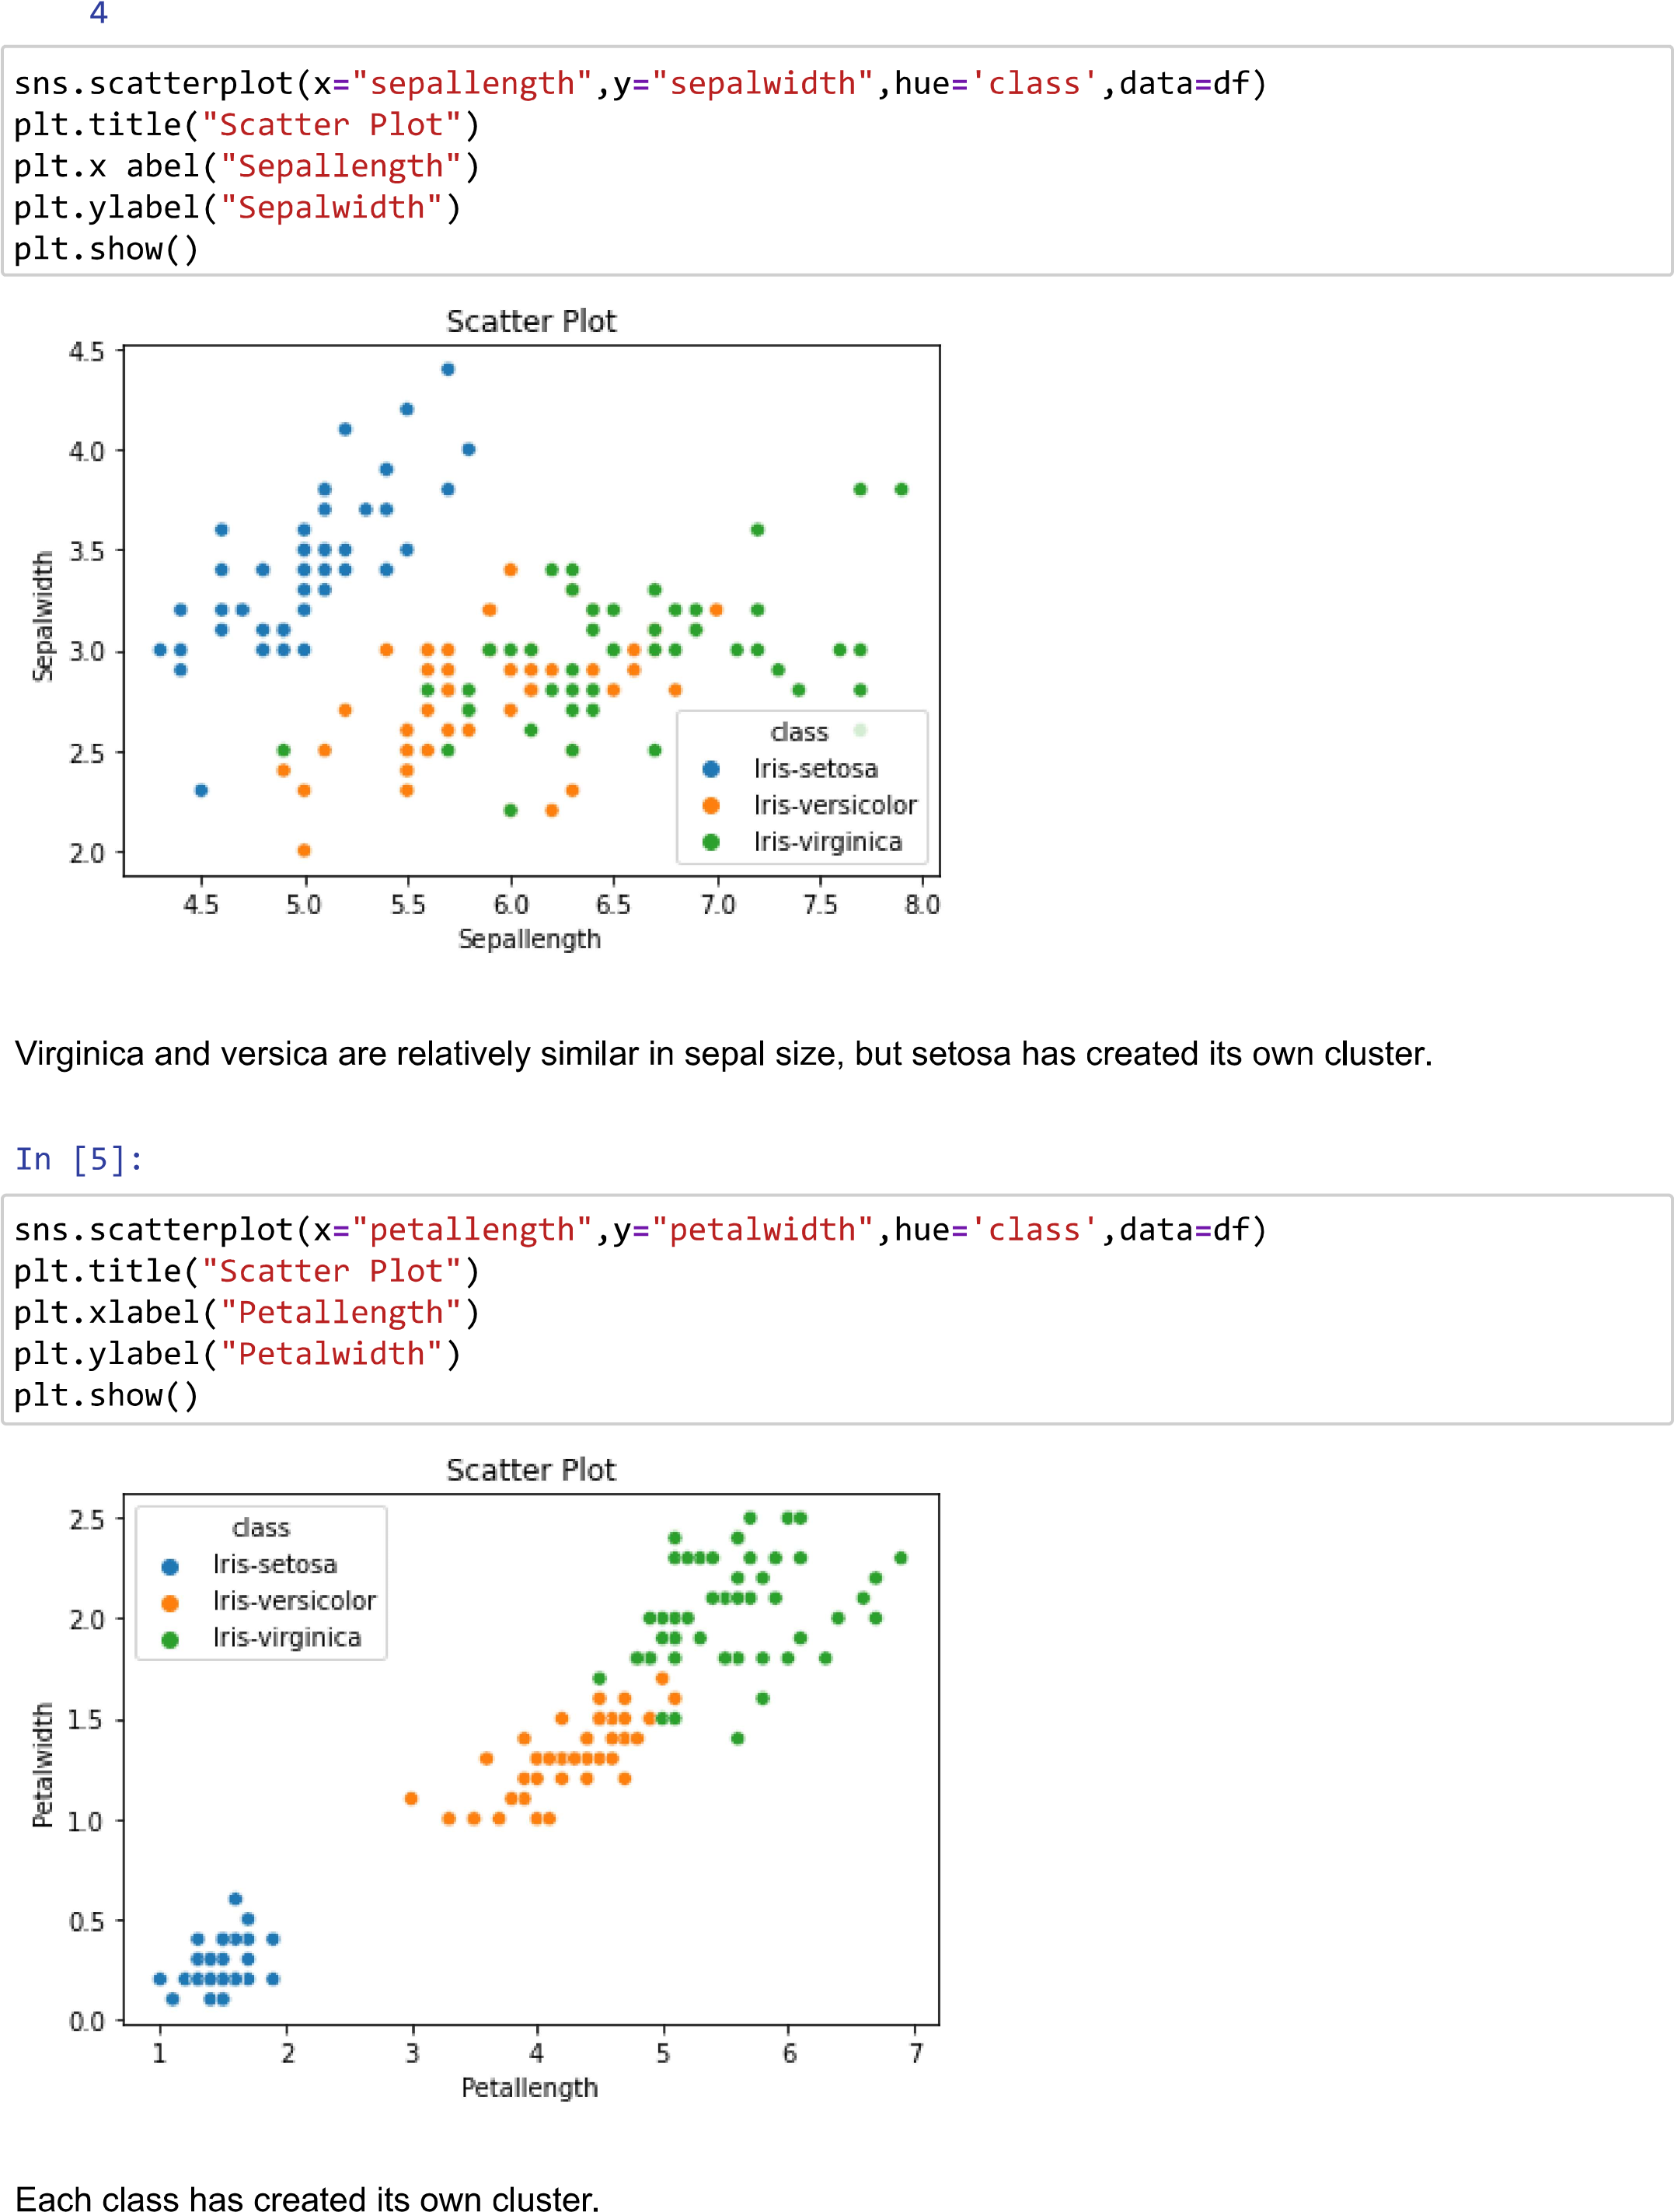 4
sns.scatterplot(x="sepallength",y="sepalwidth",hue='class',data=df)
plt.title("Scatter Plot")
plt.x abel("Sepallength")
plt.ylabel("Sepalwidth")
plt.show()
Scatter Plot
4.5
4.0
3.5
3.0
2.5
2.0
Sepalwidth
class
Iris-setosa
Iris-versicolor
Iris-virginica
4.5 5.0 5.5 6.0 6.5 7.0 7.5 8.0
Sepallength
Virginica and versica are relatively similar in sepal size, but setosa has created its own cluster.
In [5]:
sns.scatterplot(x="petallength",y="petalwidth",hue='class',data=df)
plt.title("Scatter Plot")
plt.xlabel("Petallength")
plt.ylabel("Petalwidth")
plt.show()
Scatter Plot
2.5
2.0
1.5
1.0
0.5
0.0
Petalwidth
class
Iris-setosa
Iris-versicolor
Iris-virginica
1 2 3 4 5 6 7
Petallength
Each class has created its own cluster.